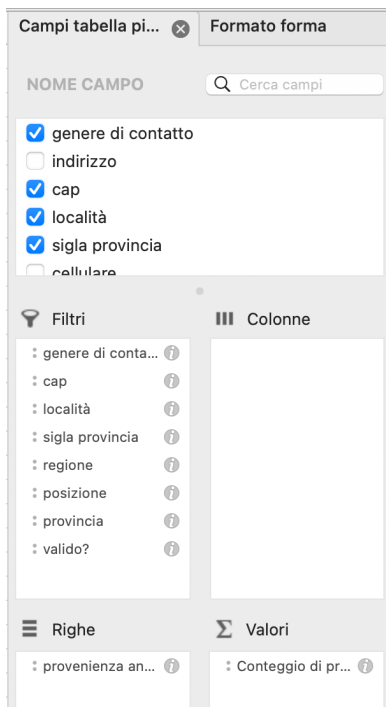 Campi tabella pi... Formato forma
NOME CAMPO Cerca campi
genere di contatto
indirizzo
cap
località
sigla provincia
cellulare
Filtri Colonne
genere di conta...
cap
località
sigla provincia
regione
posizione
provincia
valido?
Righe Valori
provenienza an... Conteggio di pr...